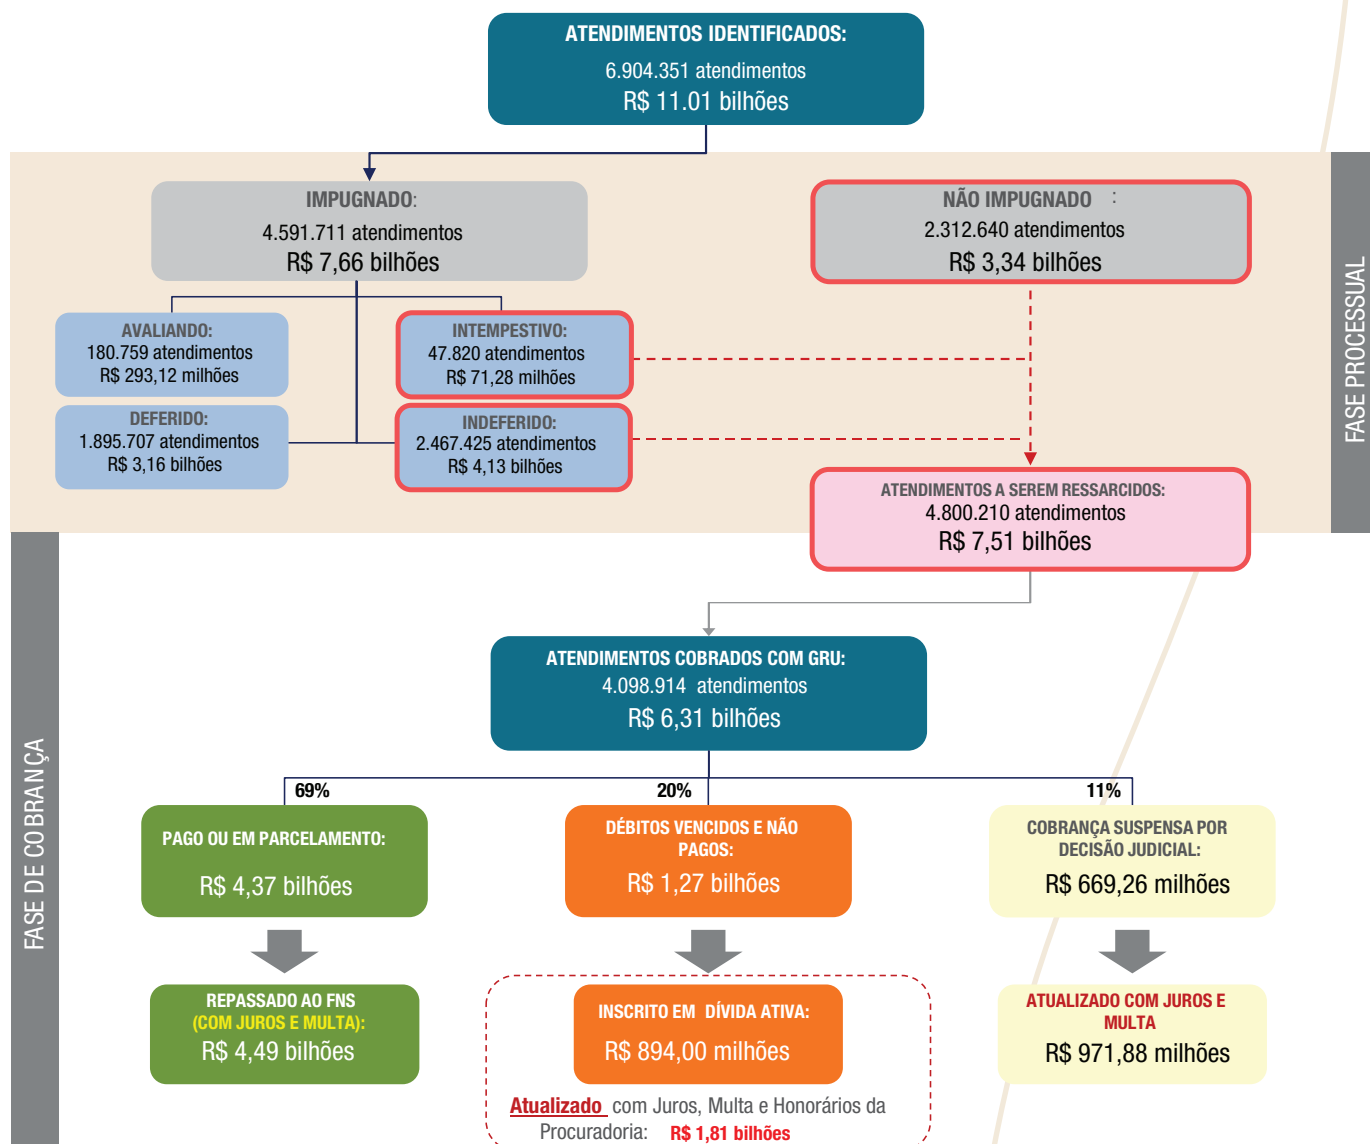 ATENDIMENTOS IDENTIFICADOS:
6.904.351 atendimentos
R$ 11.01 bilhões
FASE PROCESSUAL
IMPUGNADO:
4.591.711 atendimentos
R$ 7,66 bilhões
NÃO IMPUGNADO :
2.312.640 atendimentos
R$ 3,34 bilhões
AVALIANDO:
180.759 atendimentos
R$ 293,12 milhões
INTEMPESTIVO:
47.820 atendimentos
R$ 71,28 milhões
DEFERIDO:
1.895.707 atendimentos
R$ 3,16 bilhões
INDEFERIDO:
2.467.425 atendimentos
R$ 4,13 bilhões
ATENDIMENTOS A SEREM RESSARCIDOS:
4.800.210 atendimentos
R$ 7,51 bilhões
FASE DE COBRANÇA
ATENDIMENTOS COBRADOS COM GRU:
4.098.914 atendimentos
R$ 6,31 bilhões
69%
20%
11%
PAGO OU EM PARCELAMENTO:
R$ 4,37 bilhões
DÉBITOS VENCIDOS E NÃO
PAGOS:
R$ 1,27 bilhões
COBRANÇA SUSPENSA POR
DECISÃO JUDICIAL:
R$ 669,26 milhões
REPASSADO AO FNS
(COM JUROS E MULTA):
R$ 4,49 bilhões
INSCRITO EM DÍVIDA ATIVA:
R$ 894,00 milhões
Atualizado com Juros, Multa e Honorários da
Procuradoria: R$ 1,81 bilhões
ATUALIZADO COM JUROS E
MULTA
R$ 971,88 milhões